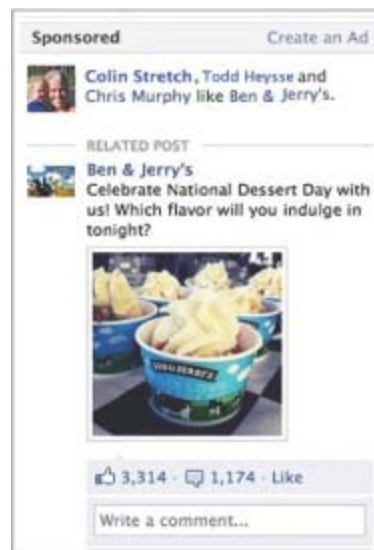 Sponsored Create an Ad
Colin Stretch, Todd Heysse and
Chris Murphy like Ben & Jerry's.
RELATED POST
Ben & Jerry's
Celebrate National Dessert Day with
us! Which flavor will you indulge in
tonight?
BEN & JERRY'S
3,314 · 1,174 · Like
Write a comment...